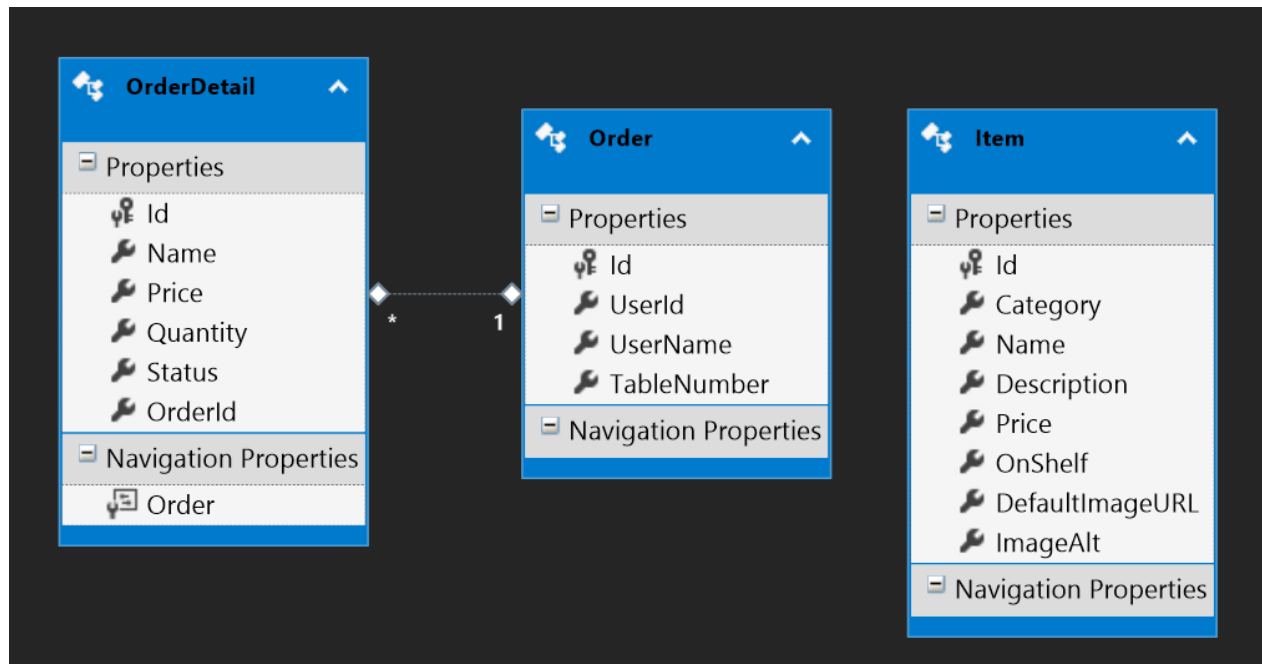 OrderDetail
Properties
Id
Name
Price
Quantity
Status
OrderId
Navigation Properties
Order
*
1
Order
Properties
Id
UserId
UserName
TableNumber
Navigation Properties
Item
Properties
Id
Category
Name
Description
Price
OnShelf
DefaultImageURL
ImageAlt
Navigation Properties